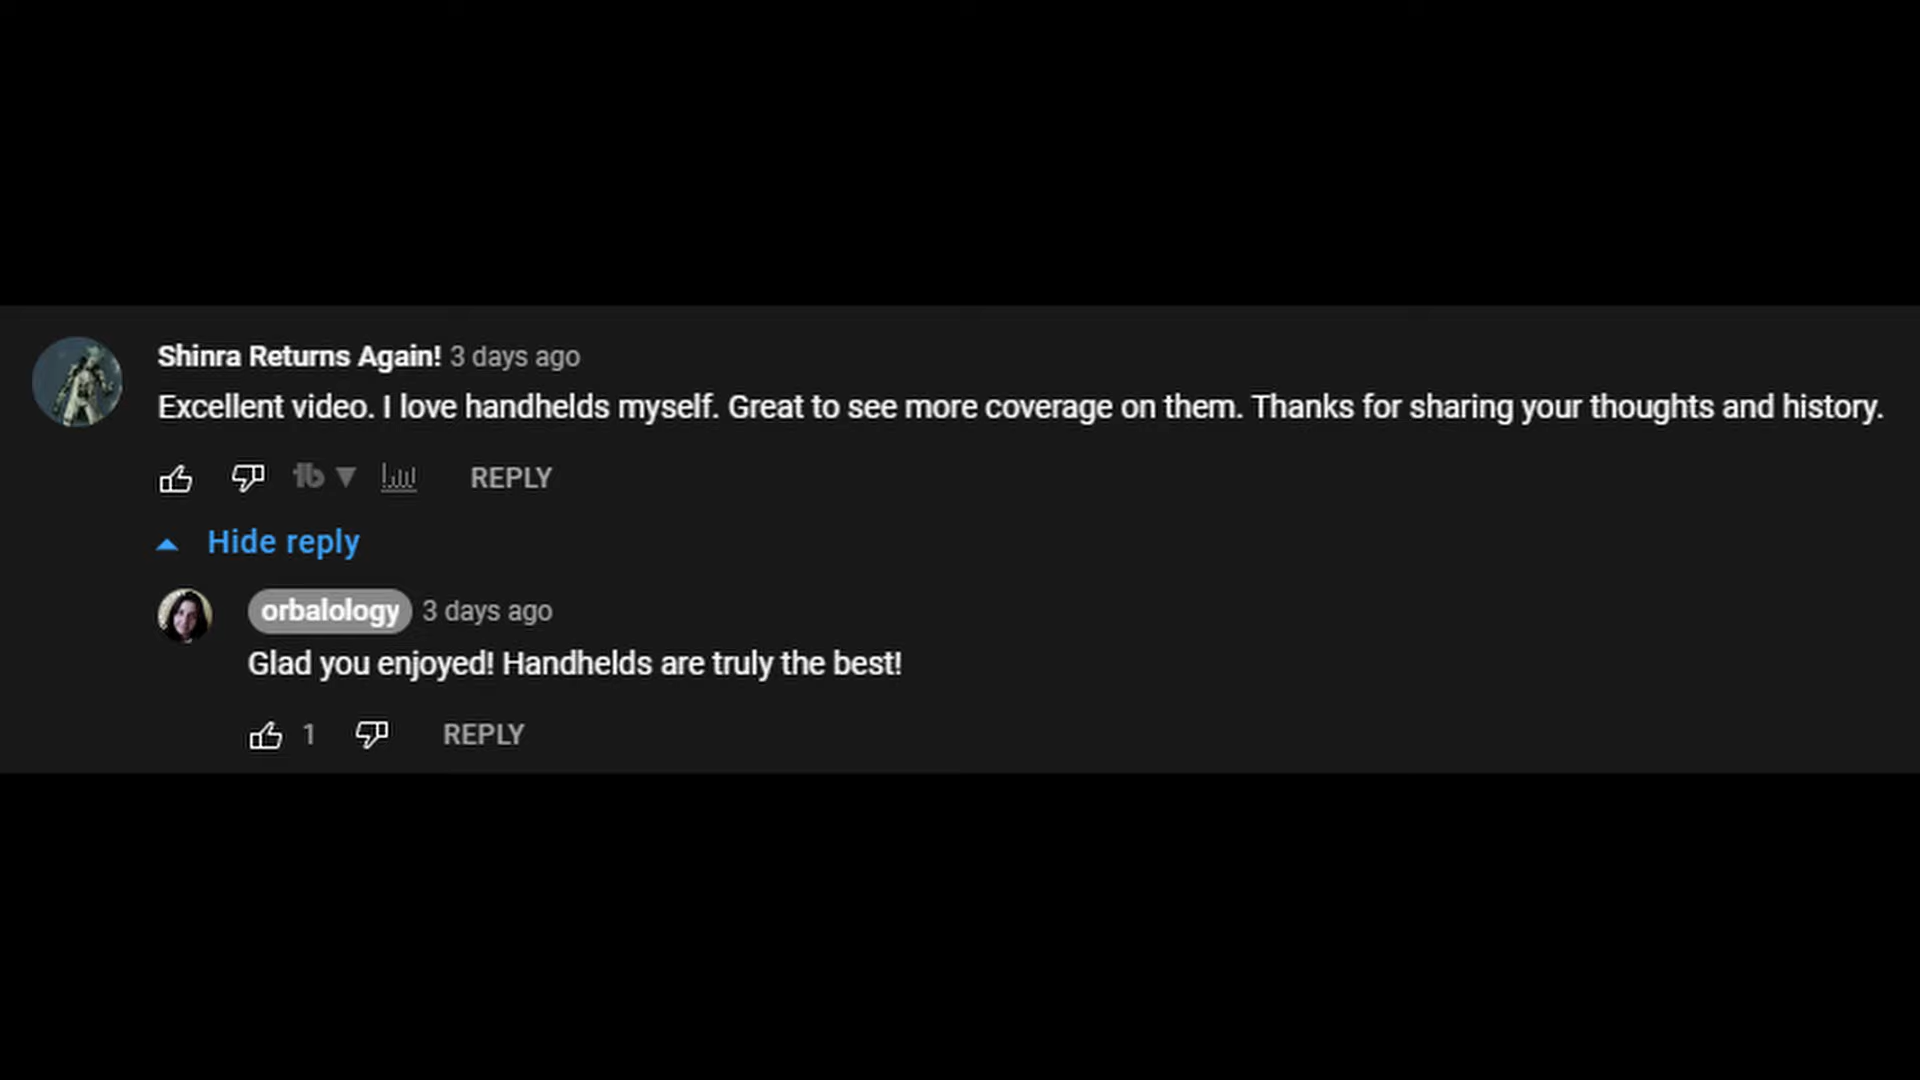 Shinra Returns Again! 3 days ago
Excellent video. I love handhelds myself. Great to see more coverage on them. Thanks for sharing your thoughts and history.
tb REPLY
Hide reply
orbalology 3 days ago
Glad you enjoyed! Handhelds are truly the best!
1 REPLY